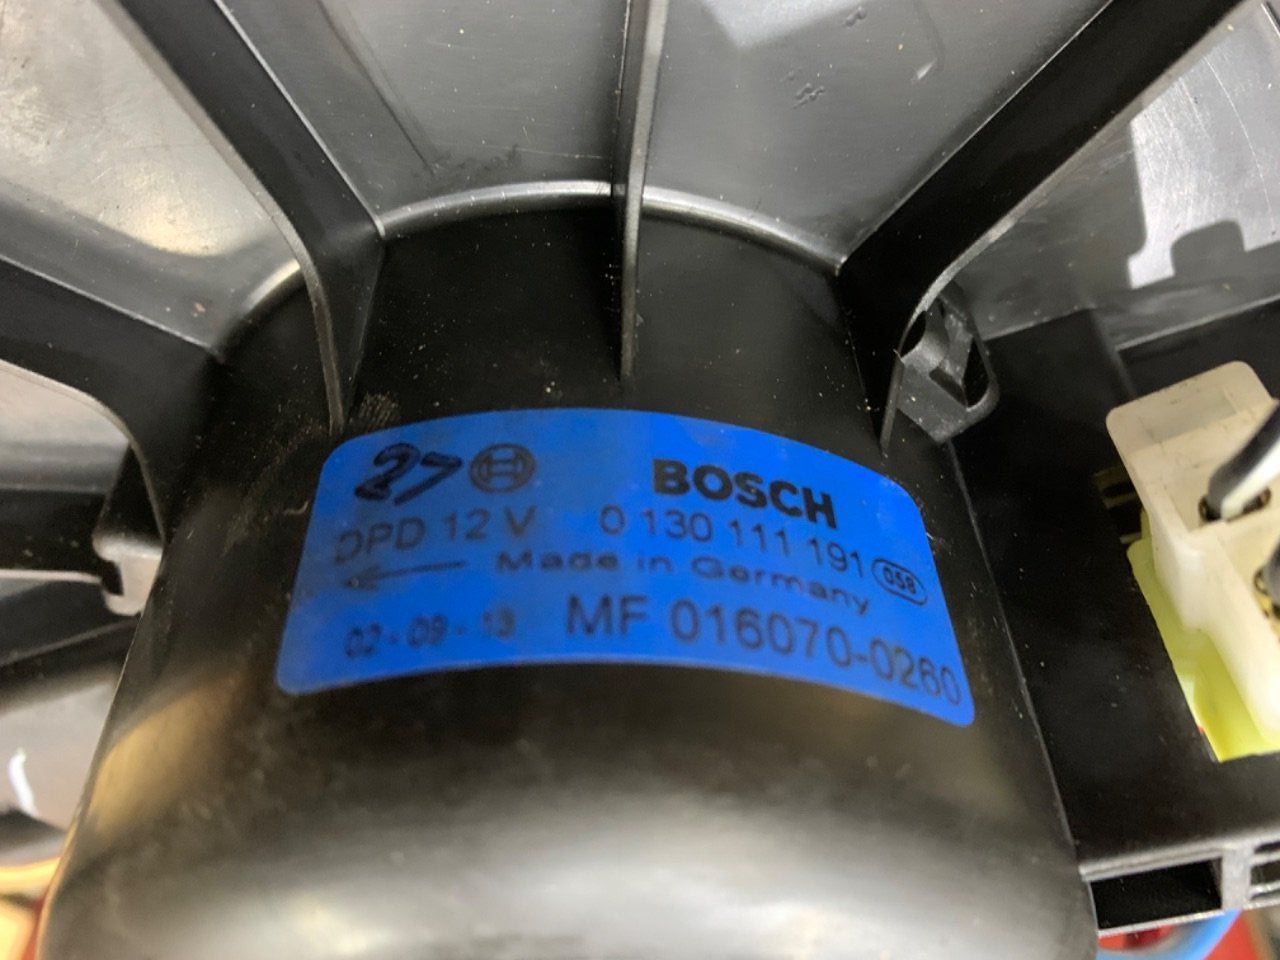 27 BOSCH
DPD 12 V 0 130 111 191 058
Made in Germany
02-09-13 MF 016070-0260